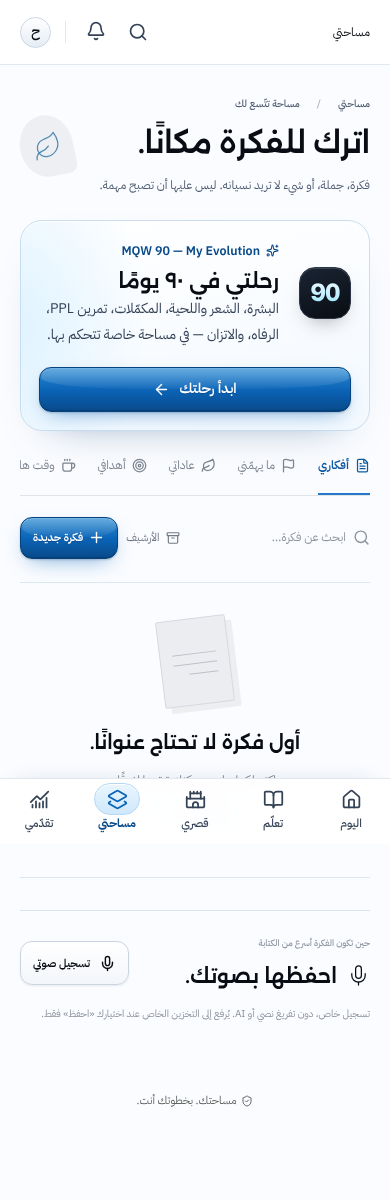 مساحتي
ح
مساحتي / مساحة تتّسع لك
اترك للفكرة مكانًا.
فكرة، جملة، أو شيء لا تريد نسيانه. ليس عليها أن تصبح مهمة.
MQW 90 — My Evolution
90
رحلتي في ٩٠ يومًا
البشرة، الشعر واللحية، المكمّلات، تمرين PPL،
الرفاه، والاتزان — في مساحة خاصة تتحكم بها.
ابدأ رحلتك
أفكاري
ما يهمّني
عاداتي
أهدافي
وقت ها
ابحث عن فكرة...
الأرشيف
فكرة جديدة
أول فكرة لا تحتاج عنوانًا.
اليوم
تعلّم
قصري
مساحتي
تقدّمي
حين تكون الفكرة أسرع من الكتابة
احفظها بصوتك.
تسجيل صوتي
تسجيل خاص، دون تفريغ نصي أو AI. يُرفع إلى التخزين الخاص عند اختيارك «احفظ» فقط.
مساحتك. بخطوتك أنت.